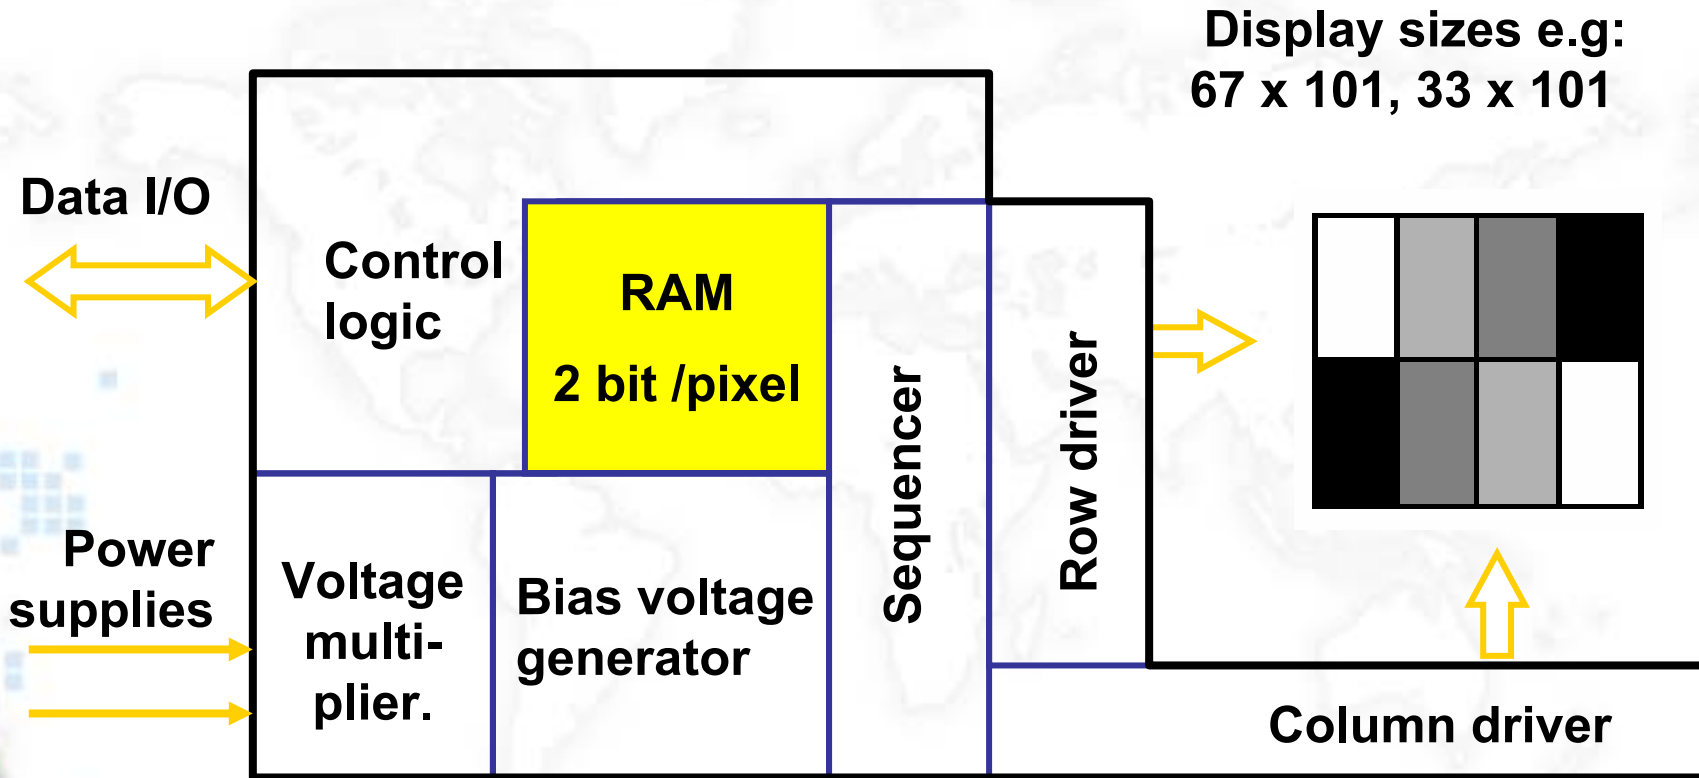 Display sizes e.g:
67 x 101, 33 x 101
Data I/O
Control
logic
RAM
2 bit /pixel
Sequencer
Row driver
Power
supplies
Voltage
multi-
plier.
Bias voltage
generator
Column driver